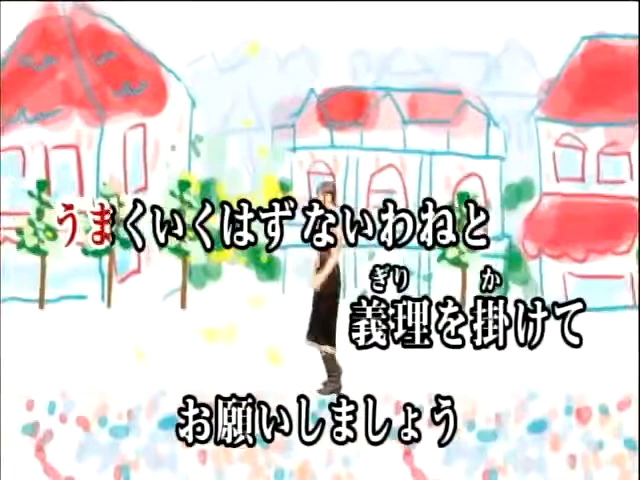 うまくいくはずないわねと
ぎり か
義理を掛けて
お願いしましょう